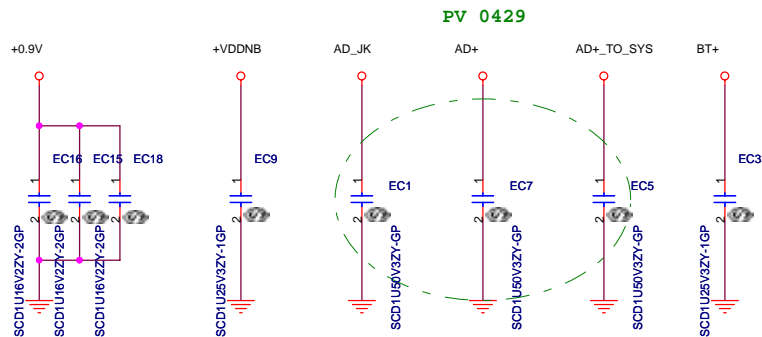 PV 0429
+0.9V
+VDDNB
AD_JK
AD+
AD+_TO_SYS
BT+
EC16
EC15
EC18
EC9
EC1
EC7
EC5
EC3
1
1
1
1
1
1
1
1
2
2
2
2
2
2
2
2
SCD1U16V2ZY-2GP
SCD1U16V2ZY-2GP
SCD1U16V2ZY-2GP
SCD1U25V3ZY-1GP
SCD1U50V3ZY-GP
SCD1U50V3ZY-GP
SCD1U50V3ZY-GP
SCD1U25V3ZY-1GP